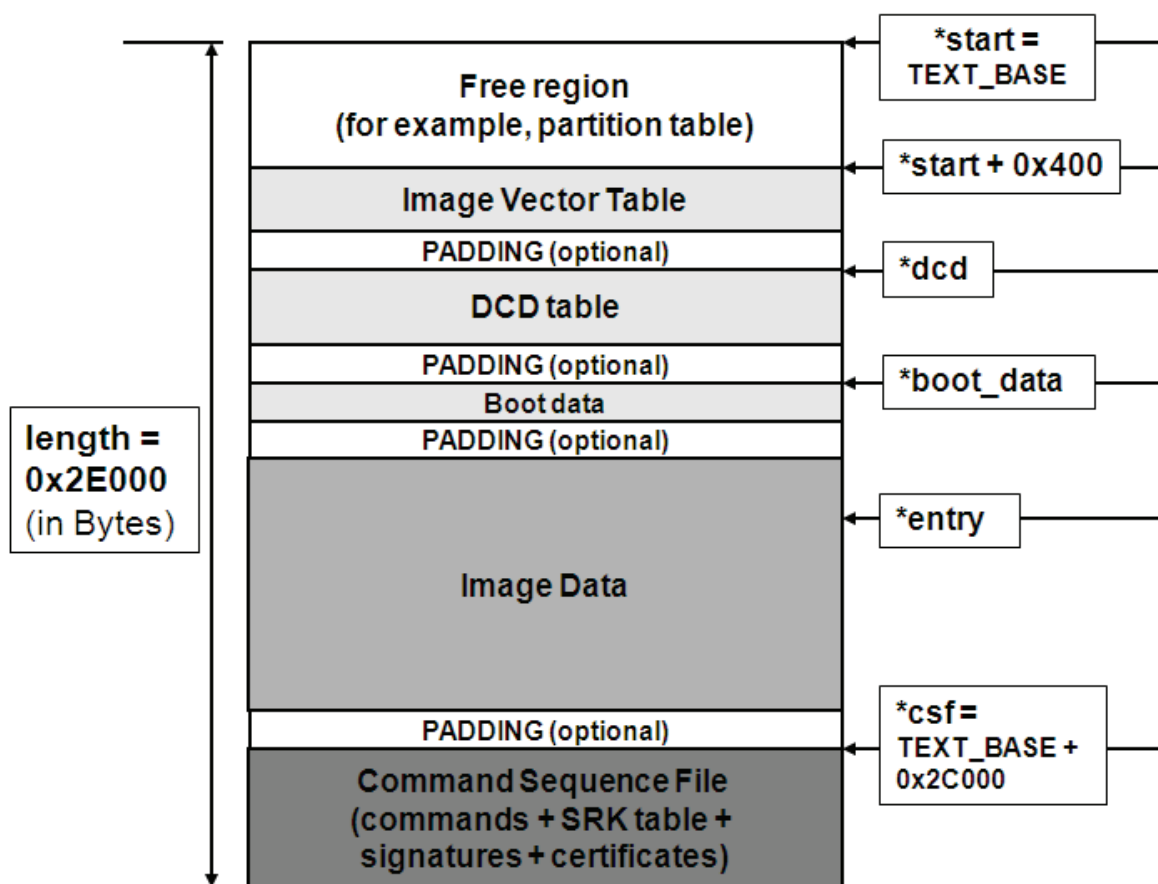 *start =
TEXT_BASE
Free region
(for example, partition table)
*start + 0x400
Image Vector Table
PADDING (optional)
*dcd
DCD table
PADDING (optional)
*boot_data
Boot data
PADDING (optional)
length =
0x2E000
(in Bytes)
*entry
Image Data
PADDING (optional)
*csf =
TEXT_BASE +
0x2C000
Command Sequence File
(commands + SRK table +
signatures + certificates)